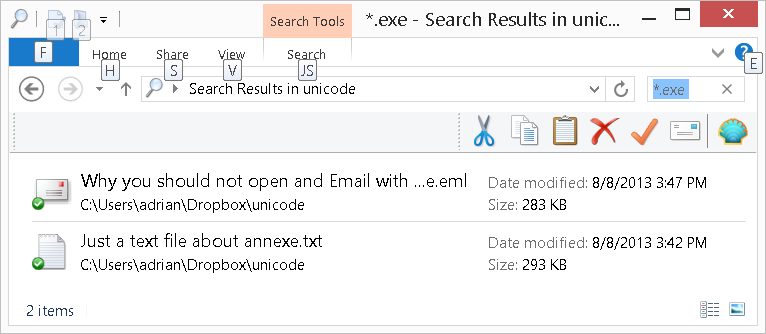 Search Tools
*.exe - Search Results in unic...
1
2
F
Home
Share
View
Search
H
S
V
JS
E
Search Results in unicode
*.exe
Why you should not open and Email with ...e.eml
Date modified: 8/8/2013 3:47 PM
C:\Users\adrian\Dropbox\unicode
Size: 283 KB
Just a text file about annexe.txt
Date modified: 8/8/2013 3:42 PM
C:\Users\adrian\Dropbox\unicode
Size: 293 KB
2 items